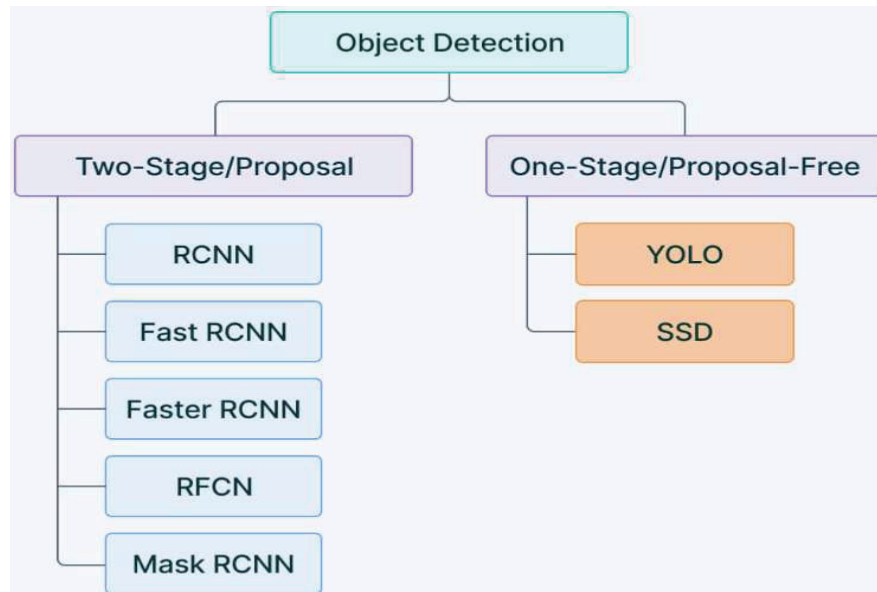 Object Detection
Two-Stage/Proposal
One-Stage/Proposal-Free
RCNN
Fast RCNN
Faster RCNN
RFCN
Mask RCNN
YOLO
SSD